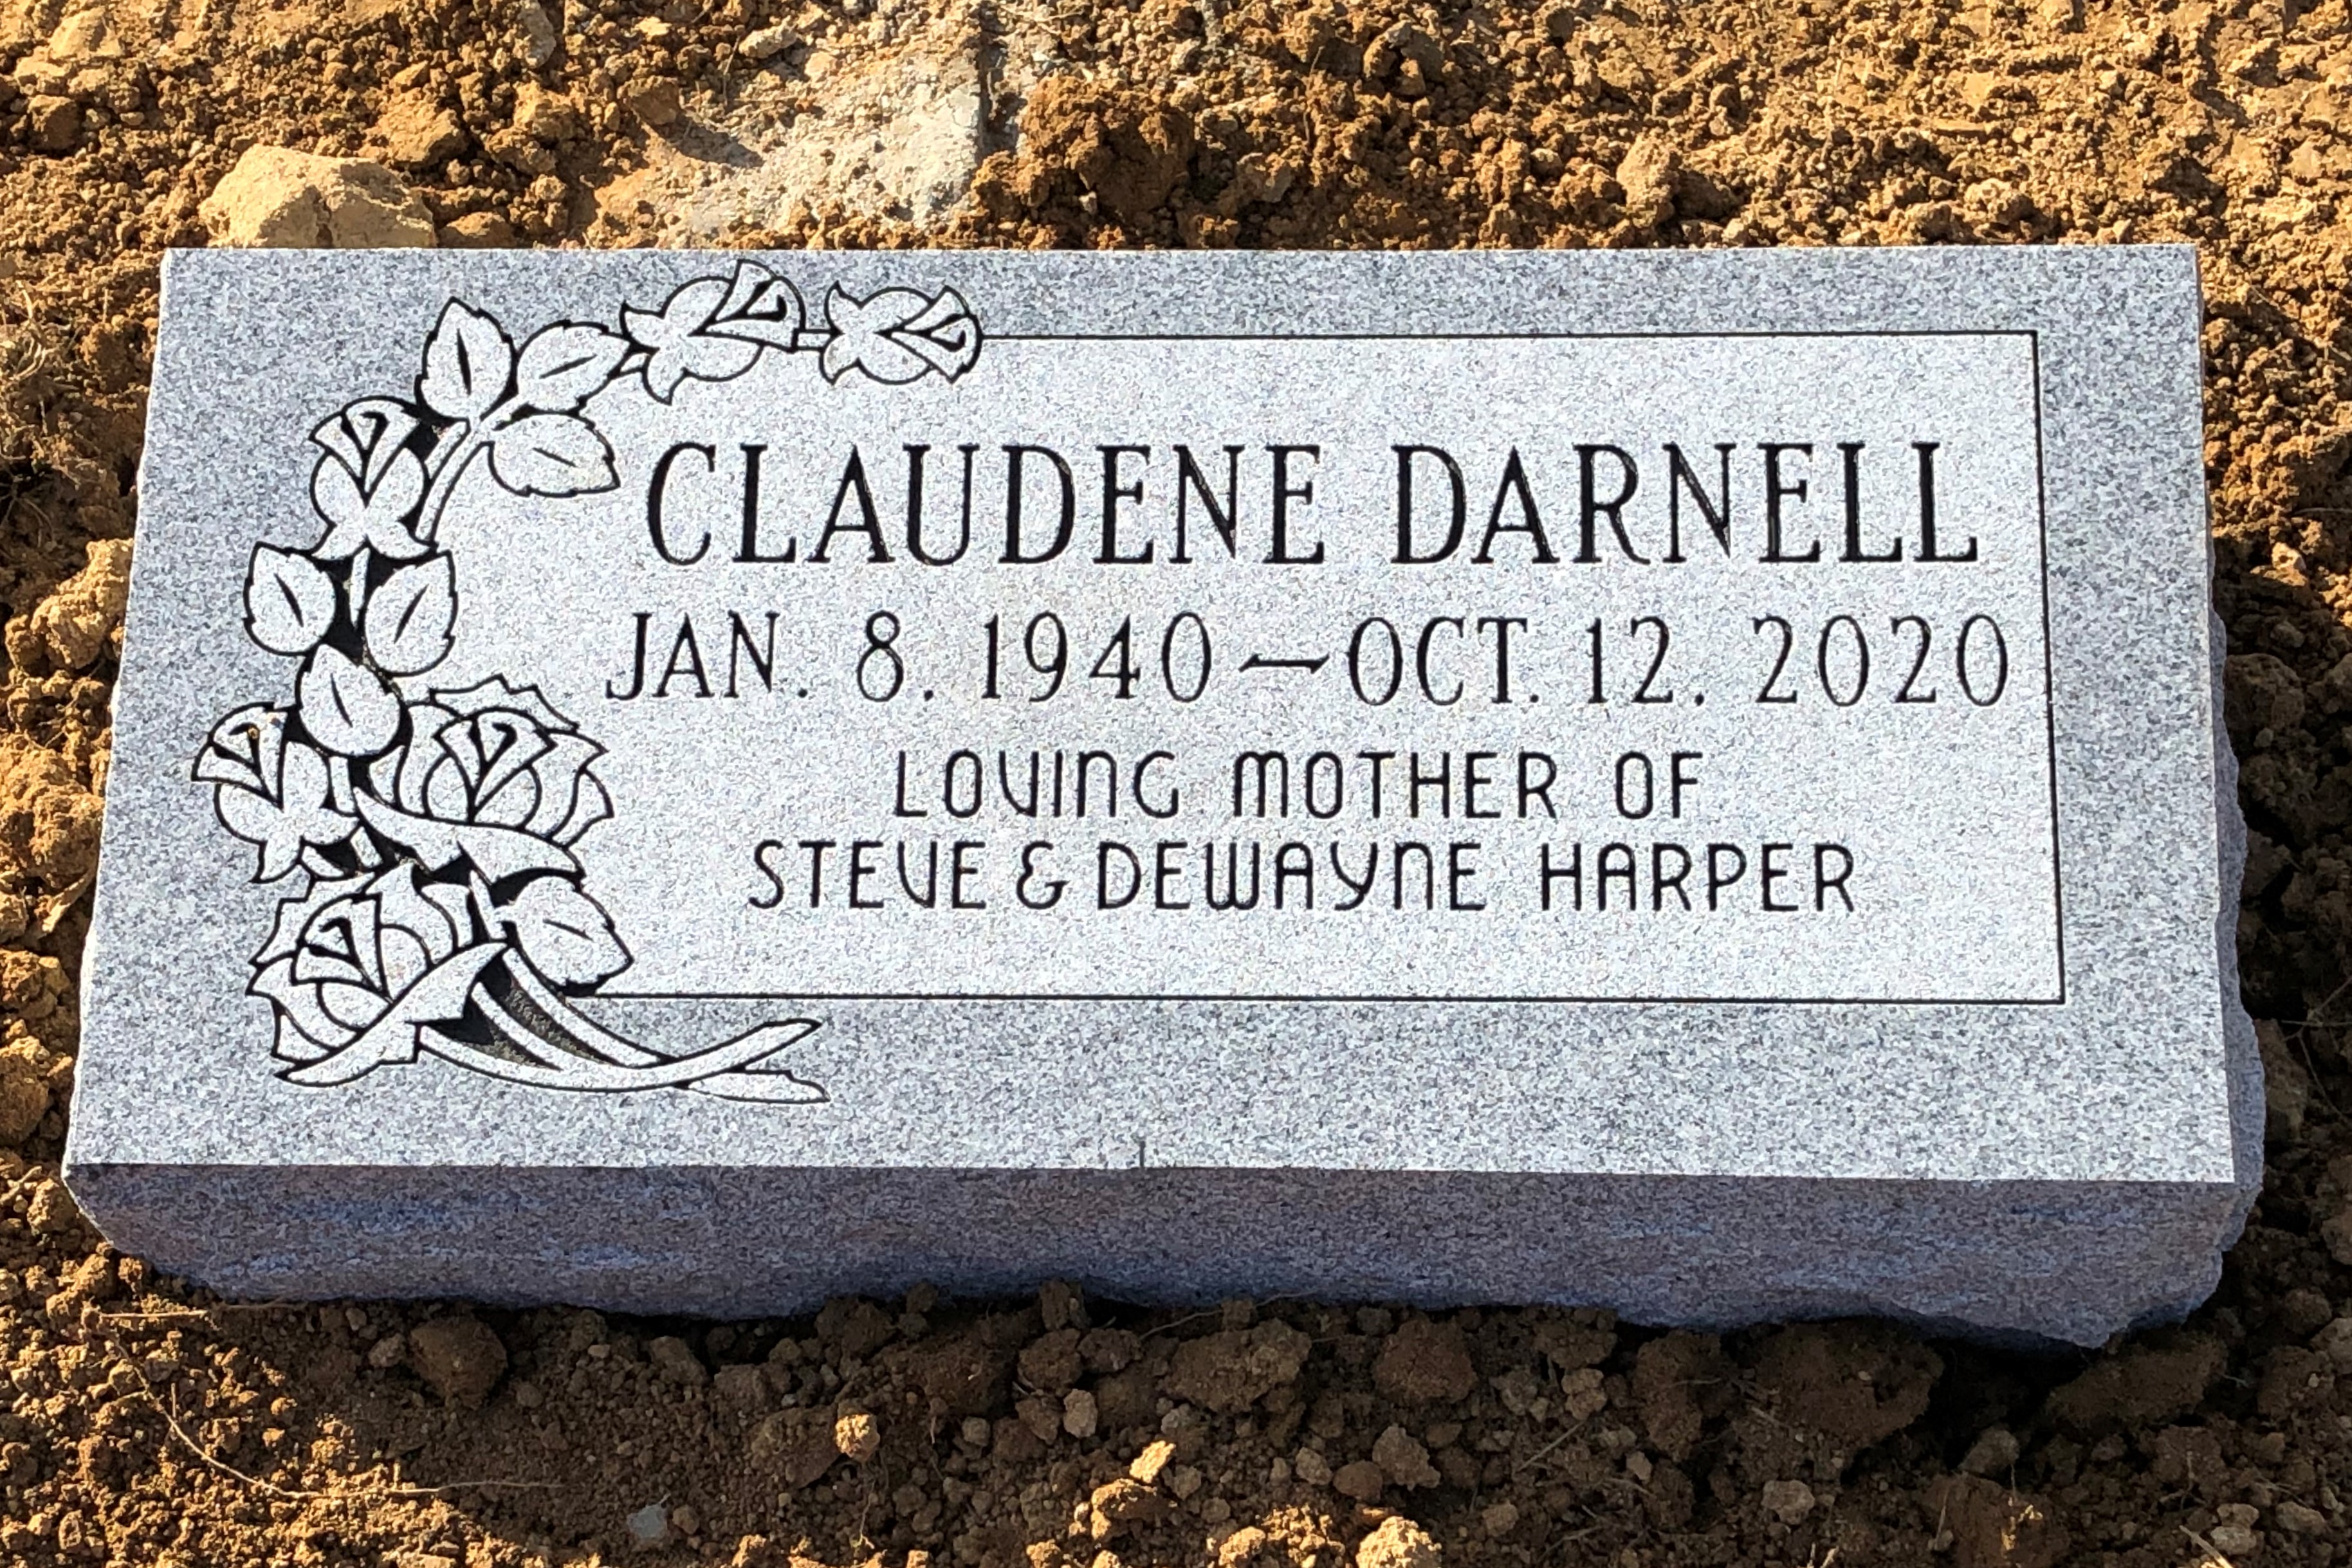 CLAUDENE DARNELL
JAN. 8. 1940 — OCT. 12. 2020
LOVING MOTHER OF
STEVE & DEWAYNE HARPER